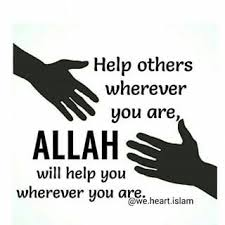 Help others
wherever
you are,
ALLAH
will help you
wherever you are.
@we.heart.islam